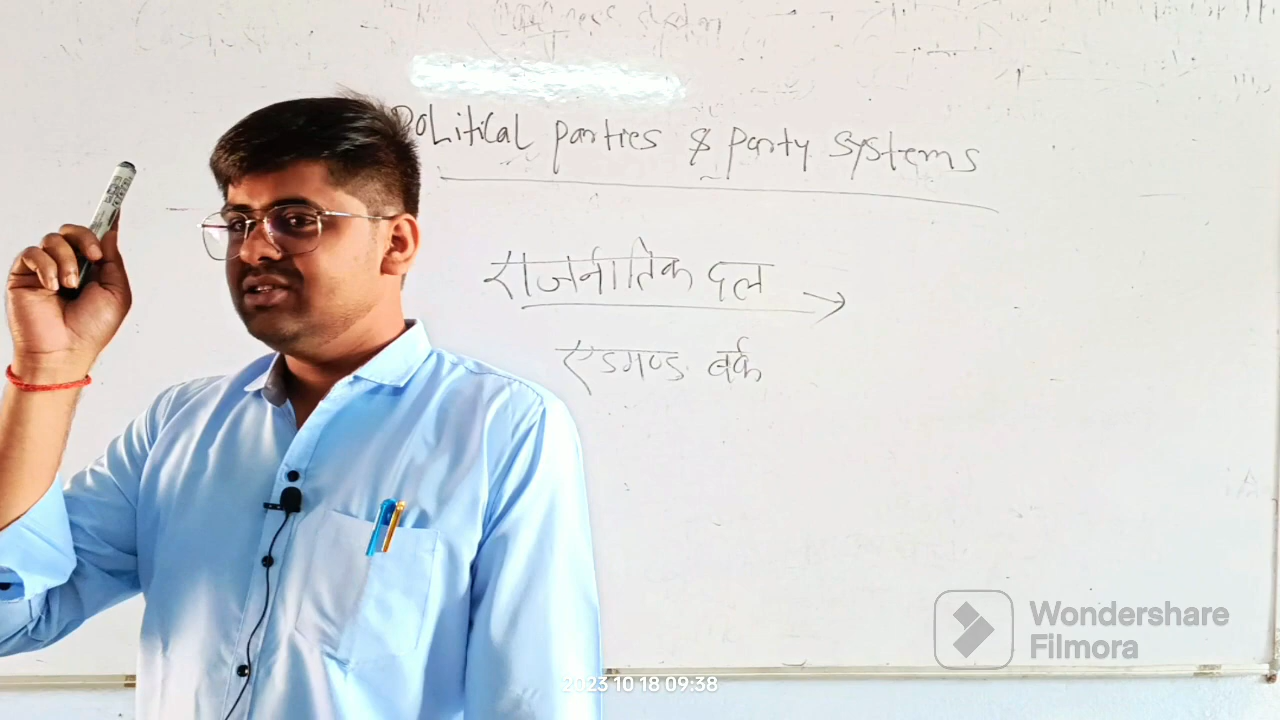 Political parties & party systems
राजनीतिक दल →
एडमण्ड बर्क
Wondershare
Filmora
2023 10 18 09:38